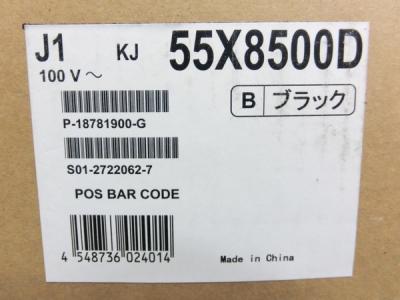 J1 KJ 55X8500D
100 V ～
B ブラック
P-18781900-G
S01-2722062-7
POS BAR CODE
4 548736 024014
Made in China